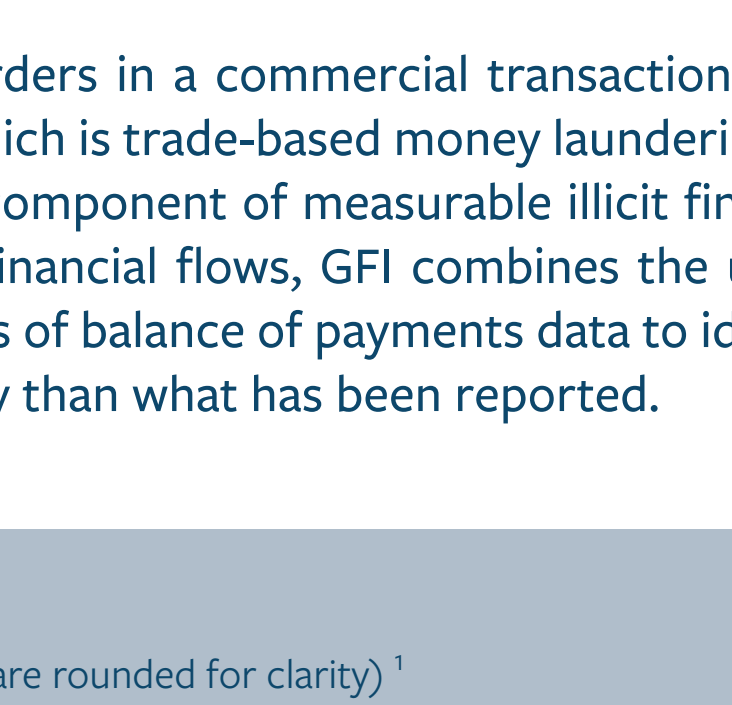 rders in a commercial transaction
ich is trade-based money launderi
omponent of measurable illicit fin
inancial flows, GFI combines the
s of balance of payments data to id
than what has been reported.
are rounded for clarity) ¹